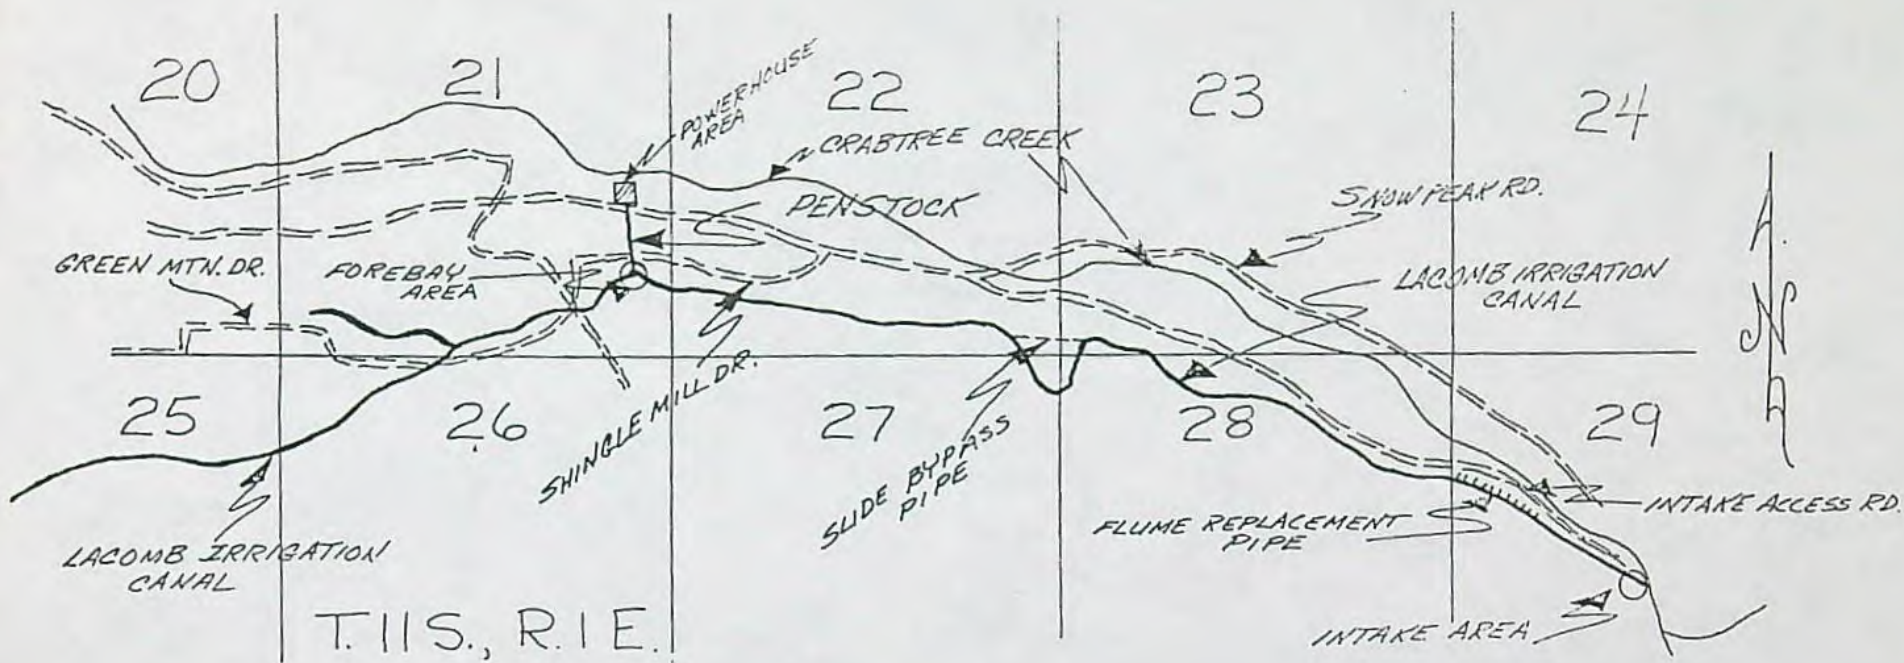 20
21
22
23
24
POWERHOUSE
AREA
CRABTREE CREEK
SNOW PEAK RD.
PENSTOCK
GREEN MTN. DR.
FOREBAY
AREA
LACOMB IRRIGATION
CANAL
N
25
26
27
28
29
SHINGLE MILL DR.
SLIDE BYPASS
PIPE
FLUME REPLACEMENT
PIPE
INTAKE ACCESS RD.
LACOMB IRRIGATION
CANAL
T.11S., R.1E.
INTAKE AREA